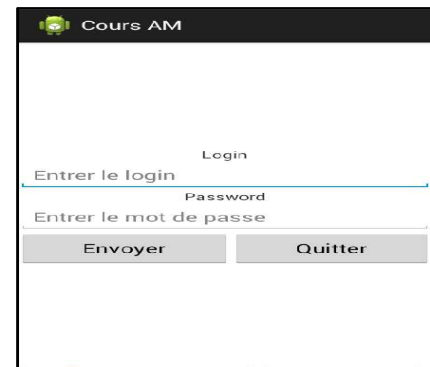 Cours AM
Login
Entrer le login
Password
Entrer le mot de passe
Envoyer Quitter